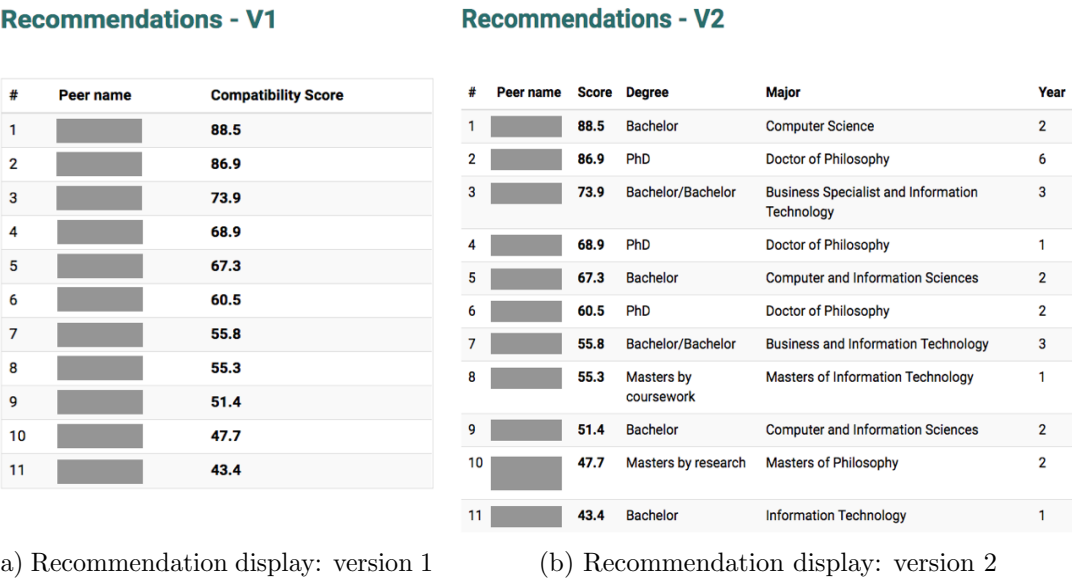 Recommendations - V1
# Peer name Compatibility Score
1 88.5
2 86.9
3 73.9
4 68.9
5 67.3
6 60.5
7 55.8
8 55.3
9 51.4
10 47.7
11 43.4
a) Recommendation display: version 1
Recommendations - V2
# Peer name Score Degree Major Year
1 88.5 Bachelor Computer Science 2
2 86.9 PhD Doctor of Philosophy 6
3 73.9 Bachelor/Bachelor Business Specialist and Information 3
Technology
4 68.9 PhD Doctor of Philosophy 1
5 67.3 Bachelor Computer and Information Sciences 2
6 60.5 PhD Doctor of Philosophy 2
7 55.8 Bachelor/Bachelor Business and Information Technology 3
8 55.3 Masters by Masters of Information Technology 1
coursework
9 51.4 Bachelor Computer and Information Sciences 2
10 47.7 Masters by research Masters of Philosophy 2
11 43.4 Bachelor Information Technology 1
(b) Recommendation display: version 2